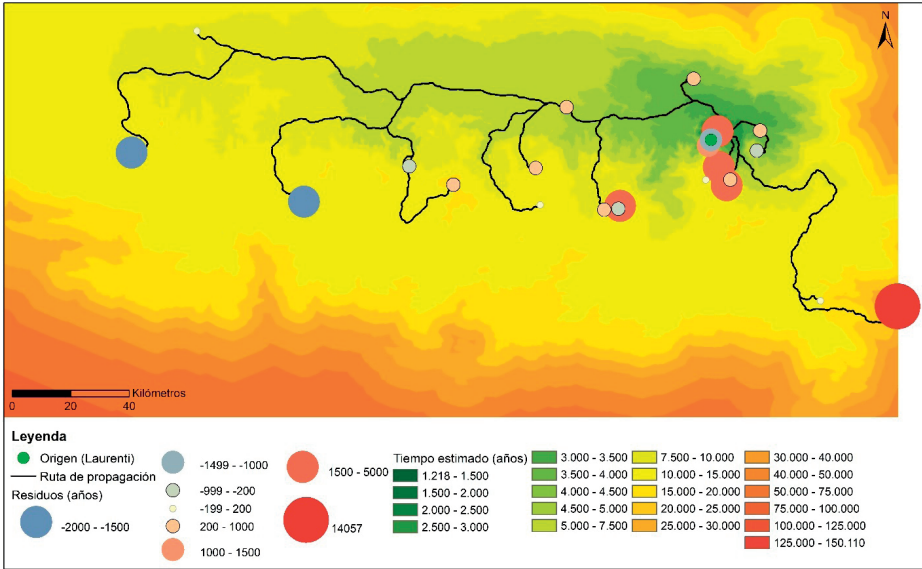 N
Kilómetros
0 20 40
Leyenda
Origen (Laurenti)
Ruta de propagación
Residuos (años)
-2000 - -1500
-1499 - -1000
-999 - -200
-199 - 200
200 - 1000
1000 - 1500
1500 - 5000
14057
Tiempo estimado (años)
1.218 - 1.500
1.500 - 2.000
2.000 - 2.500
2.500 - 3.000
3.000 - 3.500
3.500 - 4.000
4.000 - 4.500
4.500 - 5.000
5.000 - 7.500
7.500 - 10.000
10.000 - 15.000
15.000 - 20.000
20.000 - 25.000
25.000 - 30.000
30.000 - 40.000
40.000 - 50.000
50.000 - 75.000
75.000 - 100.000
100.000 - 125.000
125.000 - 150.110